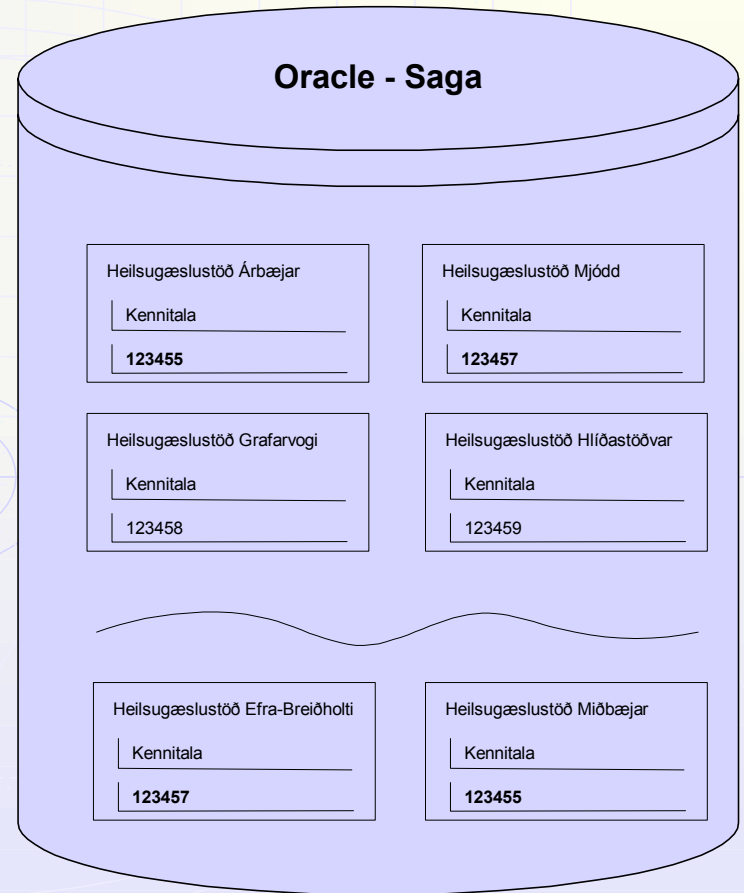 Oracle - Saga
Heilsugæslustöð Árbæjar
Kennitala
123455
Heilsugæslustöð Mjódd
Kennitala
123457
Heilsugæslustöð Grafarvogi
Kennitala
123458
Heilsugæslustöð Hlíðastöðvar
Kennitala
123459
Heilsugæslustöð Efra-Breiðholti
Kennitala
123457
Heilsugæslustöð Miðbæjar
Kennitala
123455